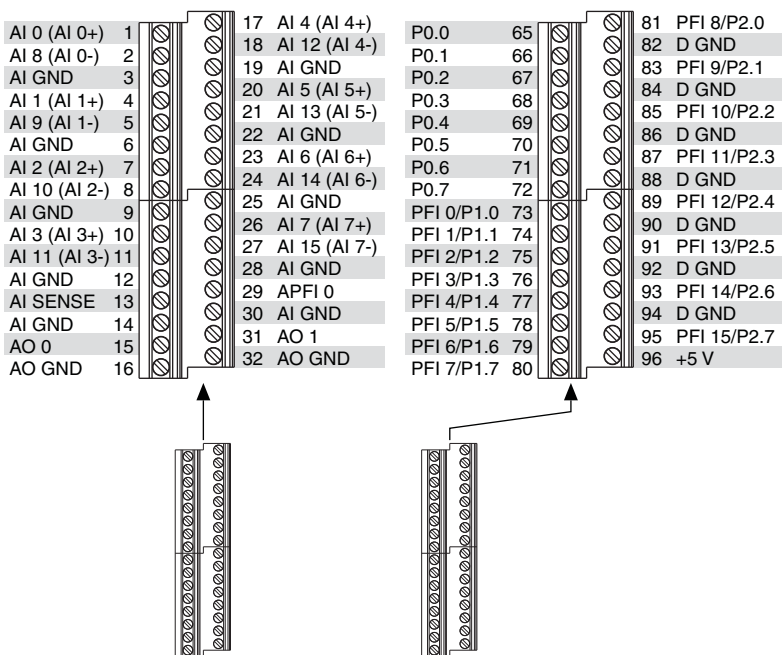 AI 0 (AI 0+) 1
AI 8 (AI 0-) 2
AI GND 3
AI 1 (AI 1+) 4
AI 9 (AI 1-) 5
AI GND 6
AI 2 (AI 2+) 7
AI 10 (AI 2-) 8
AI GND 9
AI 3 (AI 3+) 10
AI 11 (AI 3-) 11
AI GND 12
AI SENSE 13
AI GND 14
AO 0 15
AO GND 16
17 AI 4 (AI 4+)
18 AI 12 (AI 4-)
19 AI GND
20 AI 5 (AI 5+)
21 AI 13 (AI 5-)
22 AI GND
23 AI 6 (AI 6+)
24 AI 14 (AI 6-)
25 AI GND
26 AI 7 (AI 7+)
27 AI 15 (AI 7-)
28 AI GND
29 APFI 0
30 AI GND
31 AO 1
32 AO GND
P0.0 65
P0.1 66
P0.2 67
P0.3 68
P0.4 69
P0.5 70
P0.6 71
P0.7 72
PFI 0/P1.0 73
PFI 1/P1.1 74
PFI 2/P1.2 75
PFI 3/P1.3 76
PFI 4/P1.4 77
PFI 5/P1.5 78
PFI 6/P1.6 79
PFI 7/P1.7 80
81 PFI 8/P2.0
82 D GND
83 PFI 9/P2.1
84 D GND
85 PFI 10/P2.2
86 D GND
87 PFI 11/P2.3
88 D GND
89 PFI 12/P2.4
90 D GND
91 PFI 13/P2.5
92 D GND
93 PFI 14/P2.6
94 D GND
95 PFI 15/P2.7
96 +5 V